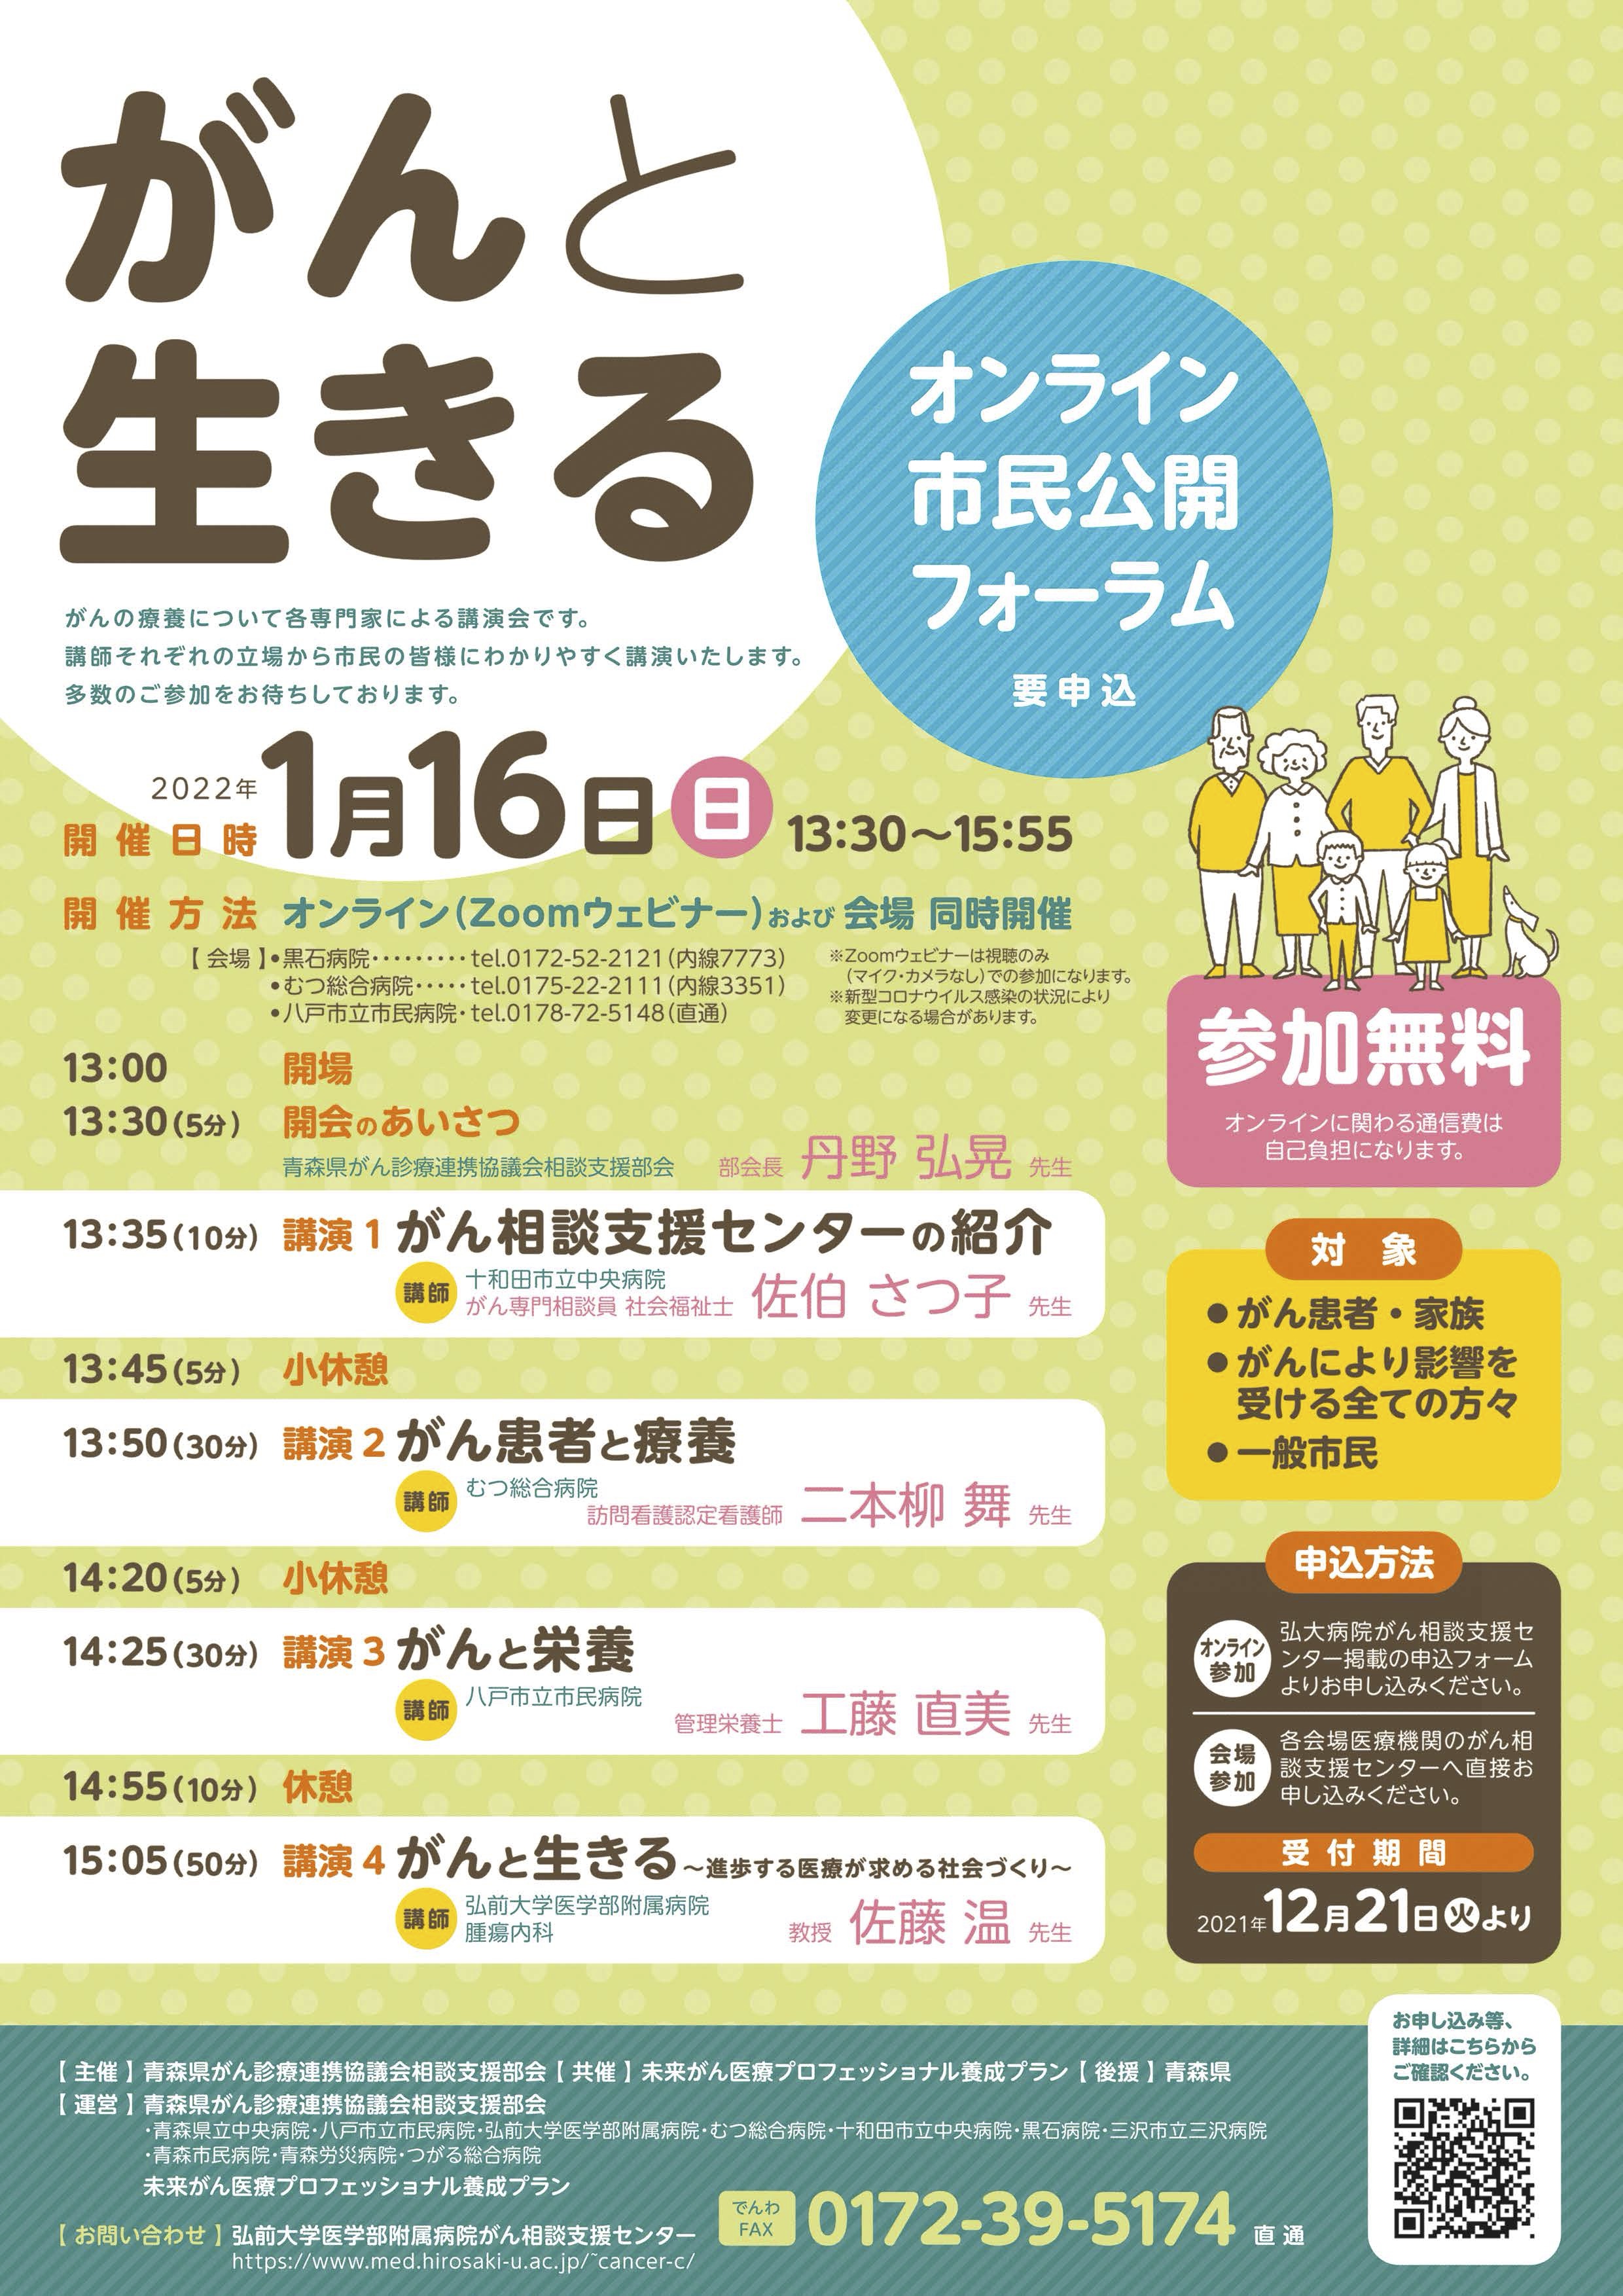 がんと
生きる
オンライン
市民公開
フォーラム
要申込
がんの療養について各専門家による講演会です。
講師それぞれの立場から市民の皆様にわかりやすく講演いたします。
多数のご参加をお待ちしております。
2022年
開催日時 1月16日 日 13:30～15:55
開催方法 オンライン(Zoomウェビナー)および 会場 同時開催
【会場】•黒石病院·········tel.0172-52-2121(内線7773)
•むつ総合病院·····tel.0175-22-2111(内線3351)
•八戸市立市民病院·tel.0178-72-5148(直通)
※Zoomウェビナーは視聴のみ
(マイク・カメラなし)での参加になります。
※新型コロナウイルス感染の状況により
変更になる場合があります。
参加無料
オンラインに関わる通信費は
自己負担になります。
13:00 開場
13:30(5分) 開会のあいさつ
青森県がん診療連携協議会相談支援部会 部会長 丹野 弘晃 先生
13:35(10分) 講演1 がん相談支援センターの紹介
講師 十和田市立中央病院
がん専門相談員 社会福祉士 佐伯 さつ子 先生
13:45(5分) 小休憩
13:50(30分) 講演2 がん患者と療養
講師 むつ総合病院
訪問看護認定看護師 二本柳 舞 先生
14:20(5分) 小休憩
14:25(30分) 講演3 がんと栄養
講師 八戸市立市民病院
管理栄養士 工藤 直美 先生
14:55(10分) 休憩
15:05(50分) 講演4 がんと生きる～進歩する医療が求める社会づくり～
講師 弘前大学医学部附属病院
腫瘍内科 教授 佐藤 温 先生
対象
●がん患者・家族
●がんにより影響を
受ける全ての方々
●一般市民
申込方法
オンライン
参加
弘大病院がん相談支援セ
ンター掲載の申込フォーム
よりお申し込みください。
会場
参加
各会場医療機関のがん相
談支援センターへ直接お
申し込みください。
受付期間
2021年12月21日火より
お申し込み等、
詳細はこちらから
ご確認ください。
【主催】青森県がん診療連携協議会相談支援部会【共催】未来がん医療プロフェッショナル養成プラン【後援】青森県
【運営】青森県がん診療連携協議会相談支援部会
・青森県立中央病院・八戸市立市民病院・弘前大学医学部附属病院・むつ総合病院・十和田市立中央病院・黒石病院・三沢市立三沢病院
・青森市民病院・青森労災病院・つがる総合病院
未来がん医療プロフェッショナル養成プラン
【お問い合わせ】弘前大学医学部附属病院がん相談支援センター
https://www.med.hirosaki-u.ac.jp/~cancer-c/
でんわ
FAX
0172-39-5174 直通